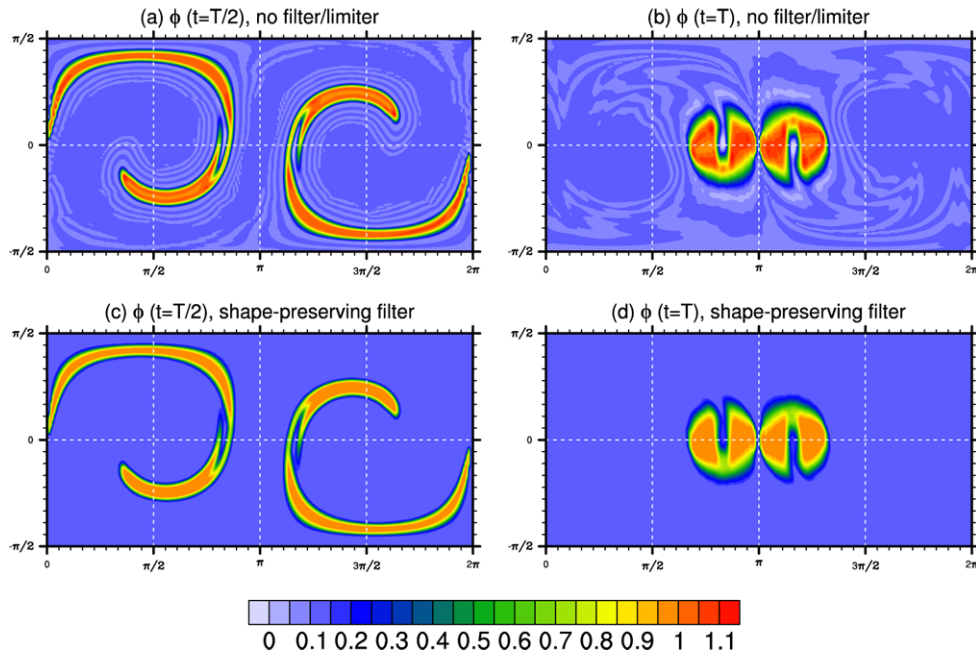 (a) ϕ (t=T/2), no filter/limiter
(b) ϕ (t=T), no filter/limiter
π/2
0
-π/2
0 π/2 π 3π/2 2π
π/2
0
-π/2
0 π/2 π 3π/2 2π
(c) ϕ (t=T/2), shape-preserving filter
(d) ϕ (t=T), shape-preserving filter
π/2
0
-π/2
0 π/2 π 3π/2 2π
π/2
0
-π/2
0 π/2 π 3π/2 2π
0 0.1 0.2 0.3 0.4 0.5 0.6 0.7 0.8 0.9 1 1.1